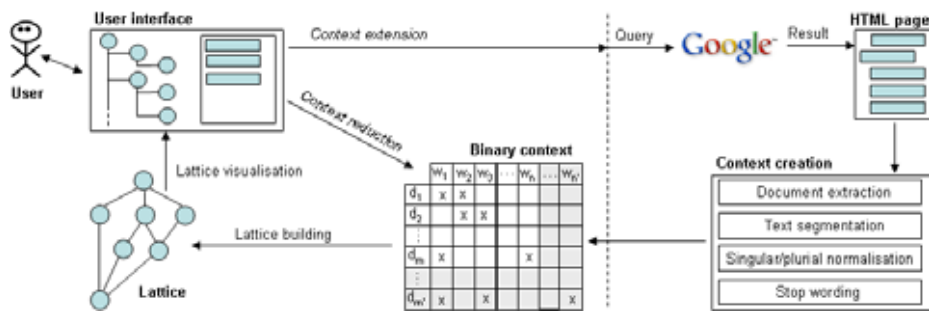 User interface
HTML page
Context extension
Query
Google
Result
User
Context reduction
Binary context
w1 w2 w3 ... wn ... wn'
d1 x x
d2 x x
⋮
dm x x
⋮
dm' x x x
Context creation
Document extraction
Text segmentation
Singular/plurial normalisation
Stop wording
Lattice visualisation
Lattice building
Lattice